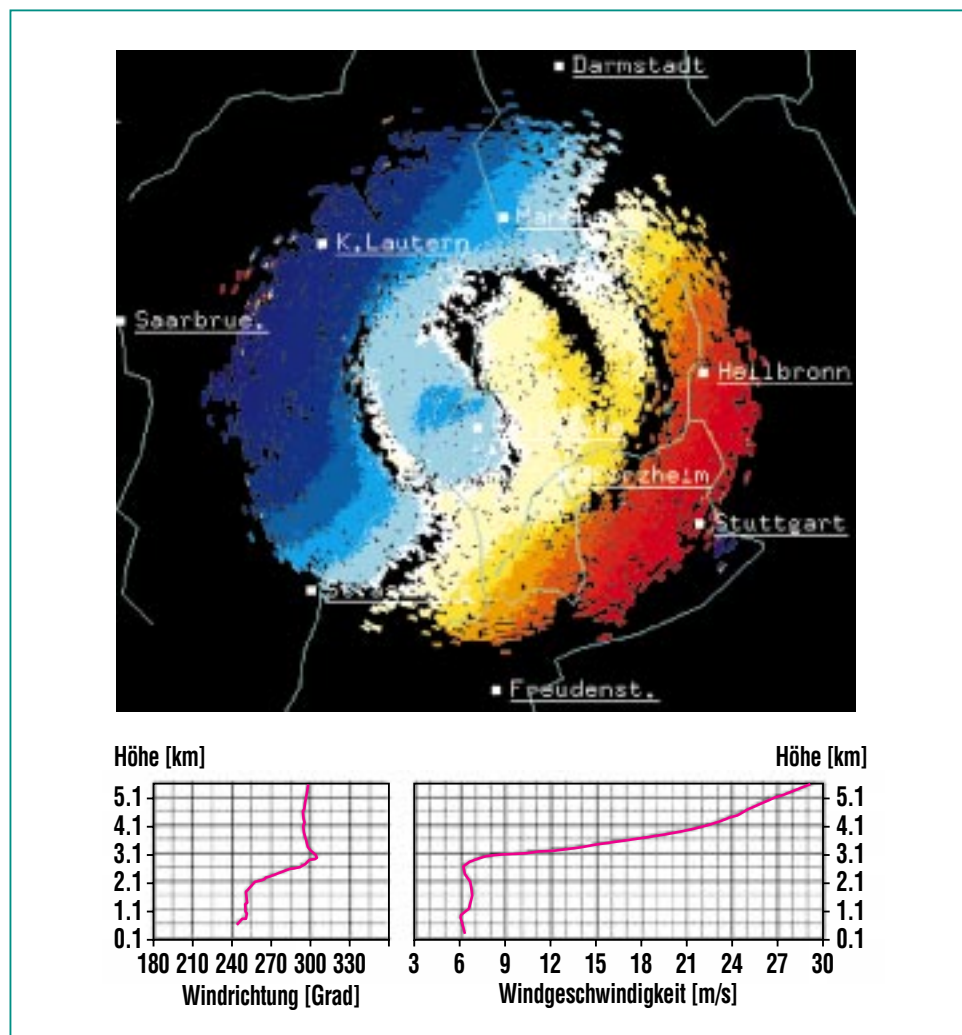 Darmstadt
K.Lautern
Saarbrue.
Heilbronn
Stuttgart
Freudenst.
Höhe [km]
Höhe [km]
5.1
4.1
3.1
2.1
1.1
0.1
5.1
4.1
3.1
2.1
1.1
0.1
180 210 240 270 300 330
3 6 9 12 15 18 21 24 27 30
Windrichtung [Grad]
Windgeschwindigkeit [m/s]